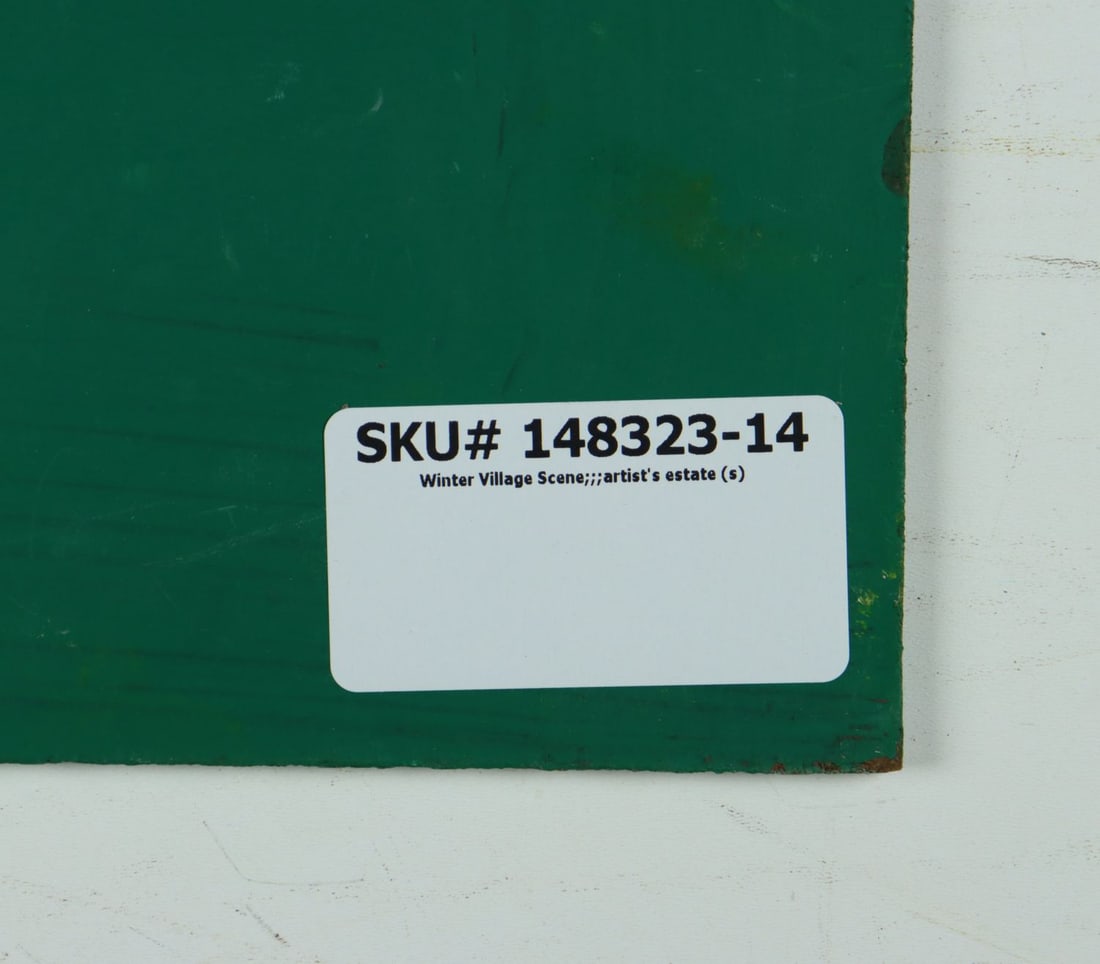 SKU# 148323-14
Winter Village Scene;;;artist's estate (s)